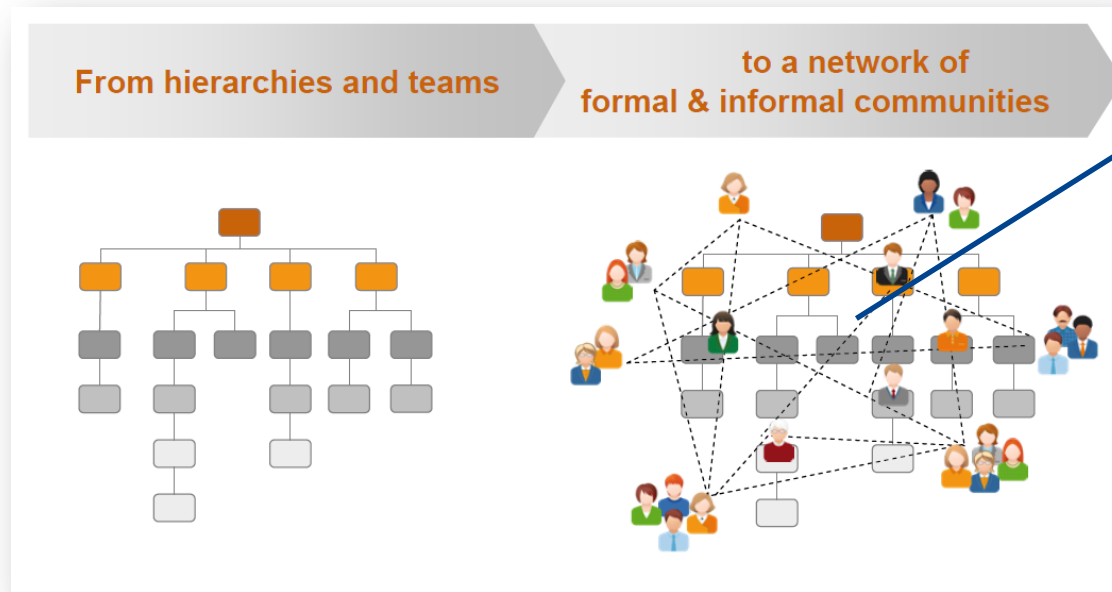 From hierarchies and teams
to a network of
formal & informal communities